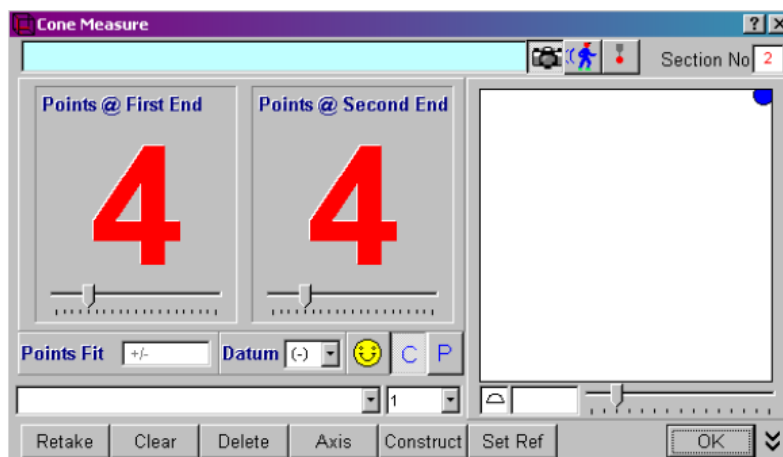 Cone Measure
Section No 2
Points @ First End
Points @ Second End
4
4
Points Fit +/- Datum (-) C P
1
Retake Clear Delete Axis Construct Set Ref OK